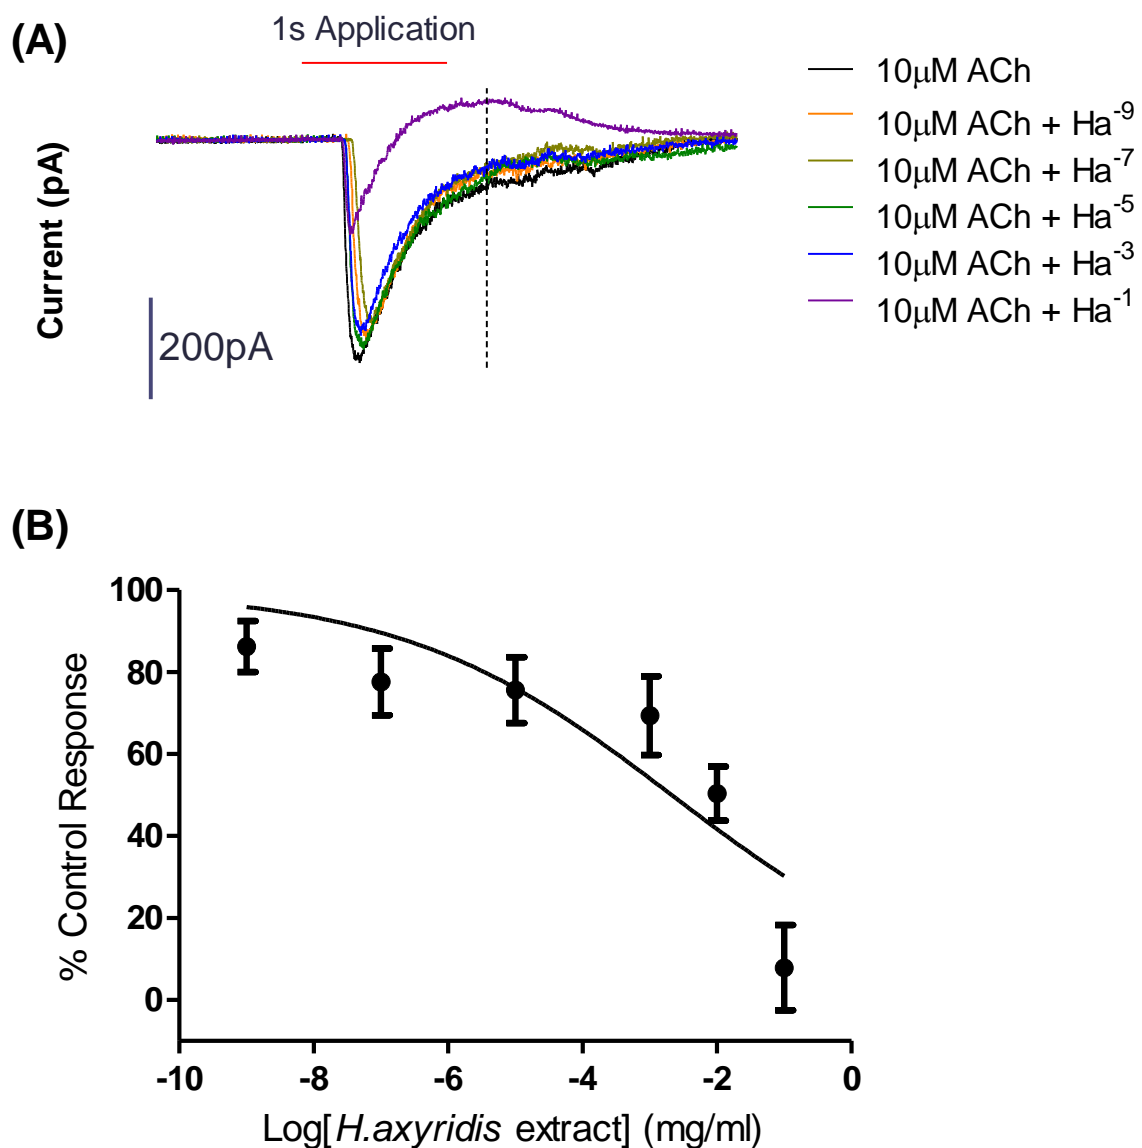 (A)
1s Application
Current (pA)
200pA
10μM ACh
10μM ACh + Ha⁻⁹
10μM ACh + Ha⁻⁷
10μM ACh + Ha⁻⁵
10μM ACh + Ha⁻³
10μM ACh + Ha⁻¹
(B)
% Control Response
100
80
60
40
20
0
-10 -8 -6 -4 -2 0
Log[H.axyridis extract] (mg/ml)